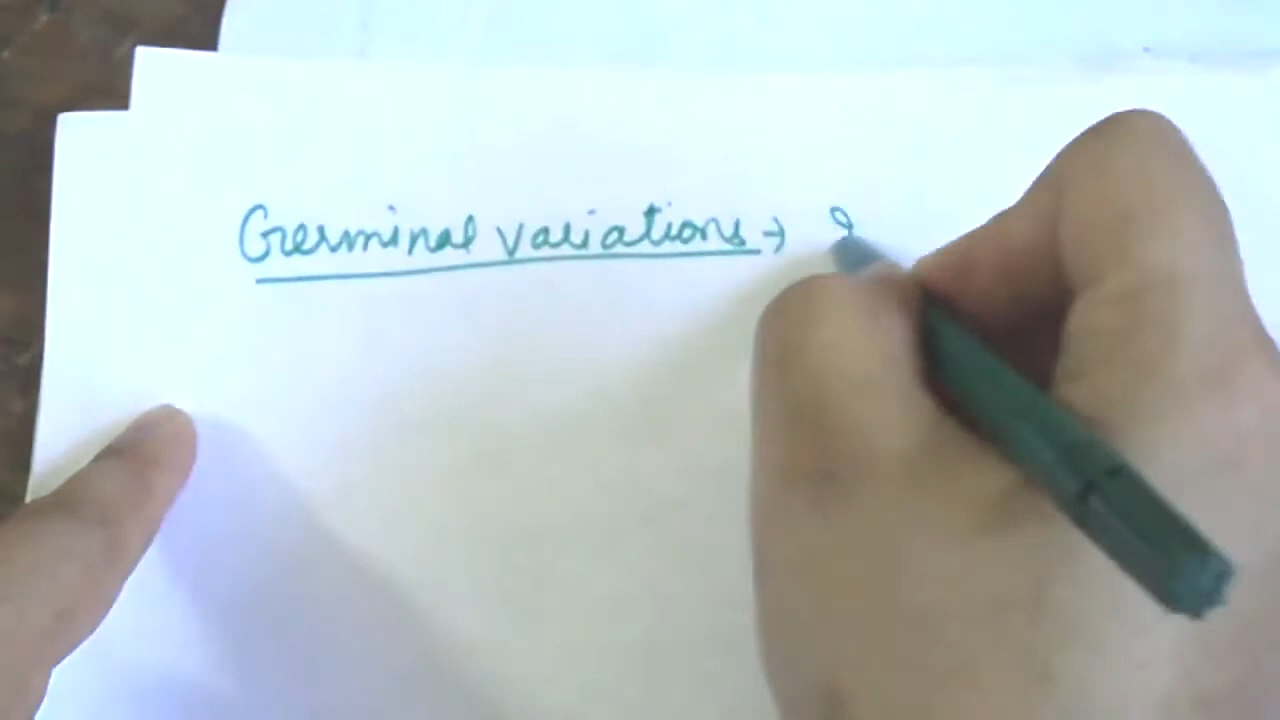 Germinal variations →